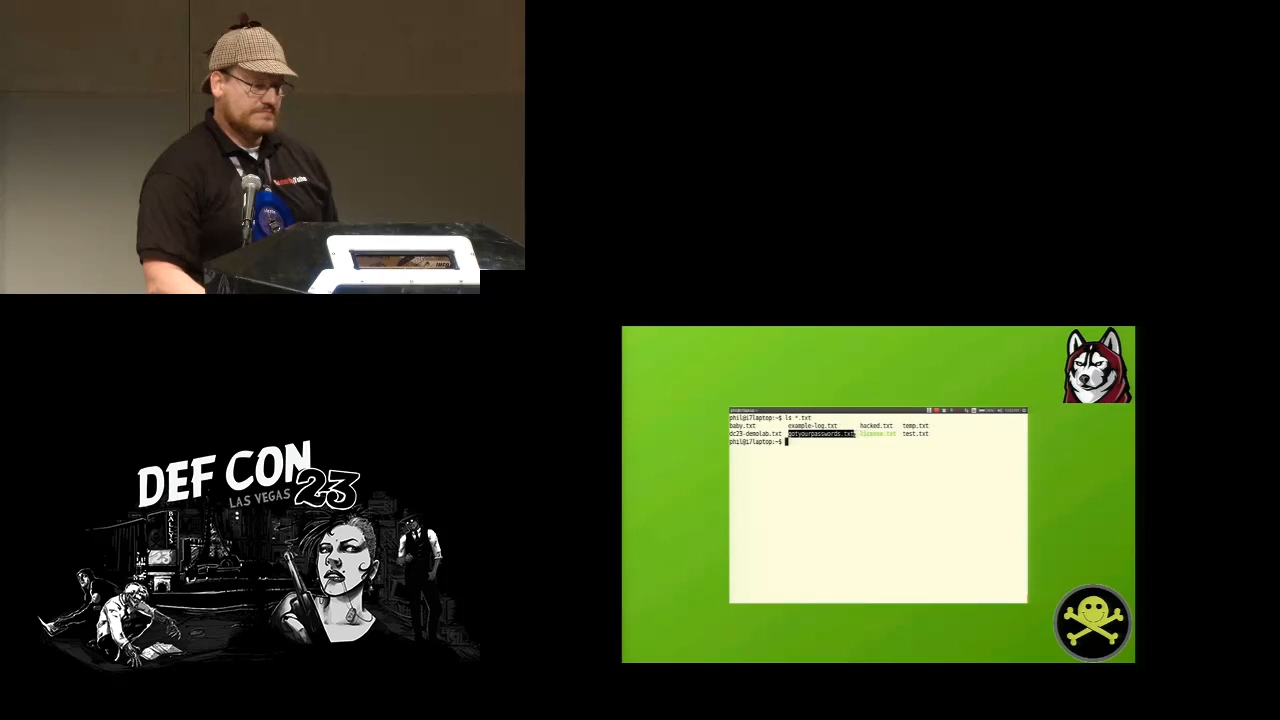 DEF CON
23
LAS VEGAS
BALLYS
phil@i7laptop:~$ ls *.txt
baby.txt example-log.txt hacked.txt temp.txt
dc23-demolab.txt gotyourpasswords.txt license.txt test.txt
phil@i7laptop:~$